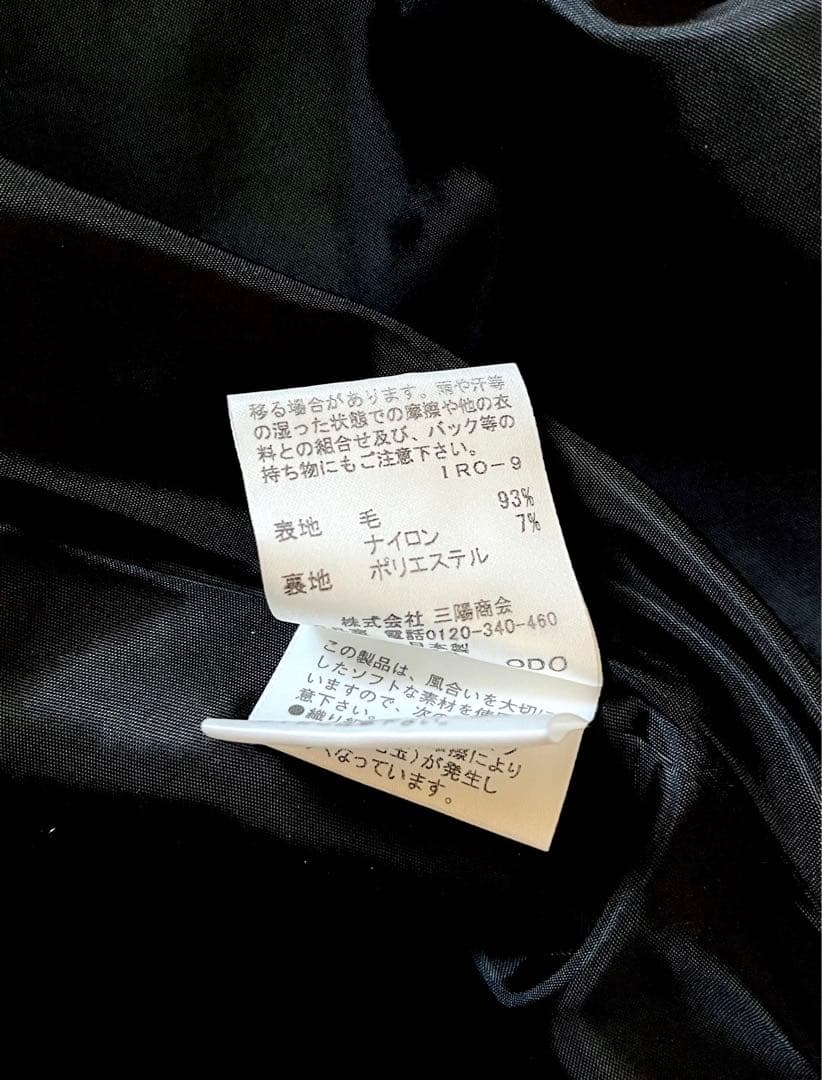 移る場合があります。雨や汗等
の湿った状態での摩擦や他の衣
料との組合せ及び、バック等の
持ち物にもご注意下さい。
IRO-9
表地 毛 93%
ナイロン 7%
裏地 ポリエステル
株式会社 三陽商会
電話0120-340-460
この製品は、風合いを大切に
したソフトな素材を使用
いますので、次の
意下さい。
●織り
玉)が発生し
なっています。